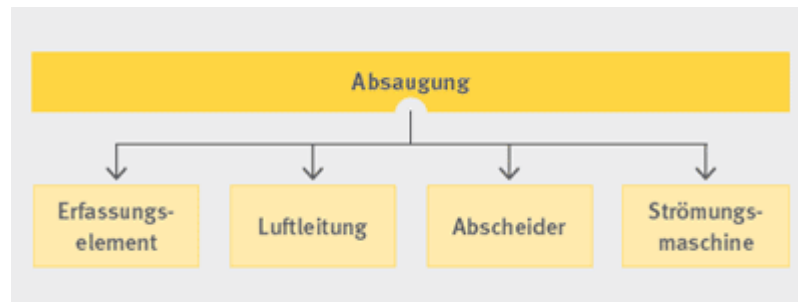 Absaugung
Erfassungs-
element
Luftleitung
Abscheider
Strömungs-
maschine